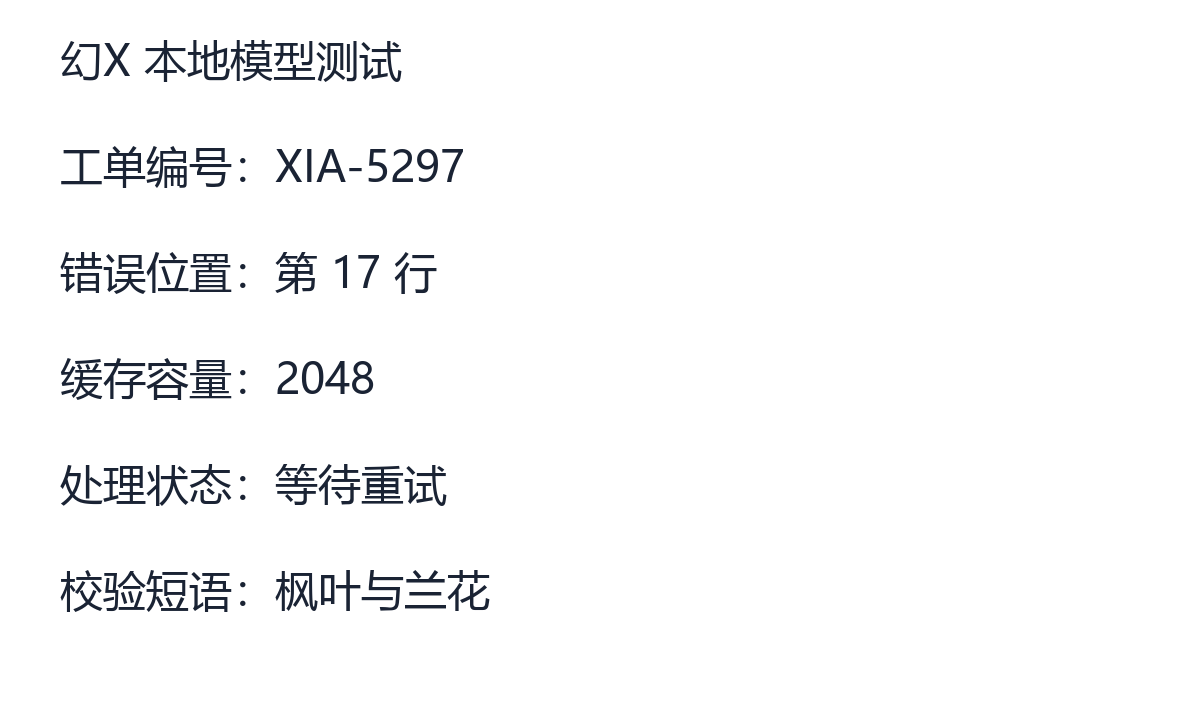 幻X 本地模型测试
工单编号：XIA-5297
错误位置：第 17 行
缓存容量：2048
处理状态：等待重试
校验短语：枫叶与兰花